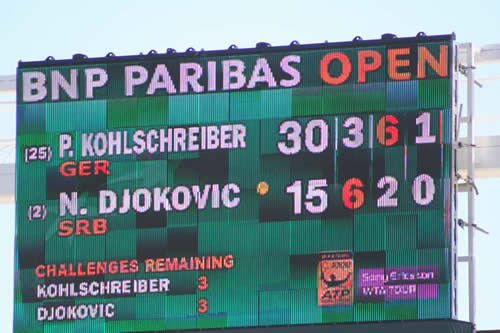 BNP PARIBAS OPEN
(25) P. KOHLSCHREIBER 30 3 6 1
GER
(2) N. DJOKOVIC 15 6 2 0
SRB
CHALLENGES REMAINING
KOHLSCHREIBER 3
DJOKOVIC 3
ATP
Sony Ericsson
WTA TOUR